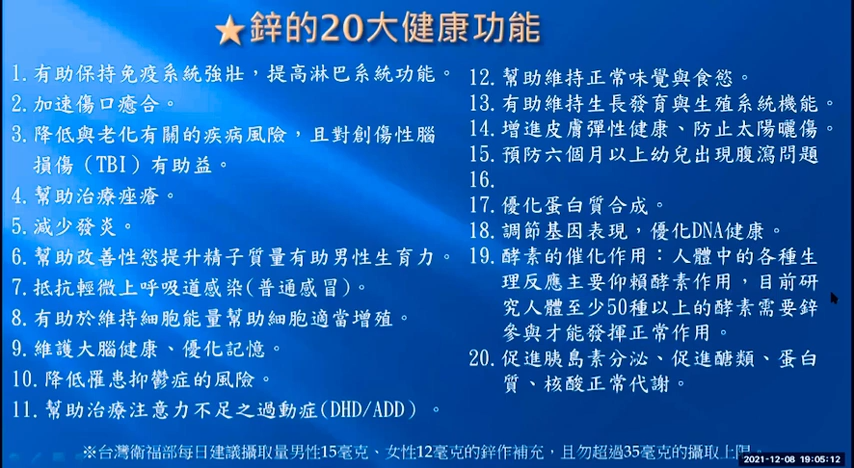 ★鋅的20大健康功能
1.有助保持免疫系統強壯，提高淋巴系統功能。
2.加速傷口癒合。
3.降低與老化有關的疾病風險，且對創傷性腦
損傷（TBI）有助益。
4.幫助治療痤瘡。
5.減少發炎。
6.幫助改善性慾提升精子質量有助男性生育力。
7.抵抗輕微上呼吸道感染(普通感冒)。
8.有助於維持細胞能量幫助細胞適當增殖。
9.維護大腦健康、優化記憶。
10.降低罹患抑鬱症的風險。
11.幫助治療注意力不足之過動症(DHD/ADD）。
12.幫助維持正常味覺與食慾。
13.有助維持生長發育與生殖系統機能。
14.增進皮膚彈性健康、防止太陽曬傷。
15.預防六個月以上幼兒出現腹瀉問題
16.
17.優化蛋白質合成。
18.調節基因表現，優化DNA健康。
19.酵素的催化作用：人體中的各種生
理反應主要仰賴酵素作用，目前研
究人體至少50種以上的酵素需要鋅
參與才能發揮正常作用。
20.促進胰島素分泌、促進醣類、蛋白
質、核酸正常代謝。
※台灣衛福部每日建議攝取量男性15毫克、女性12毫克的鋅作補充，且勿超過35毫克的攝取上限。
2021-12-08 19:05:12